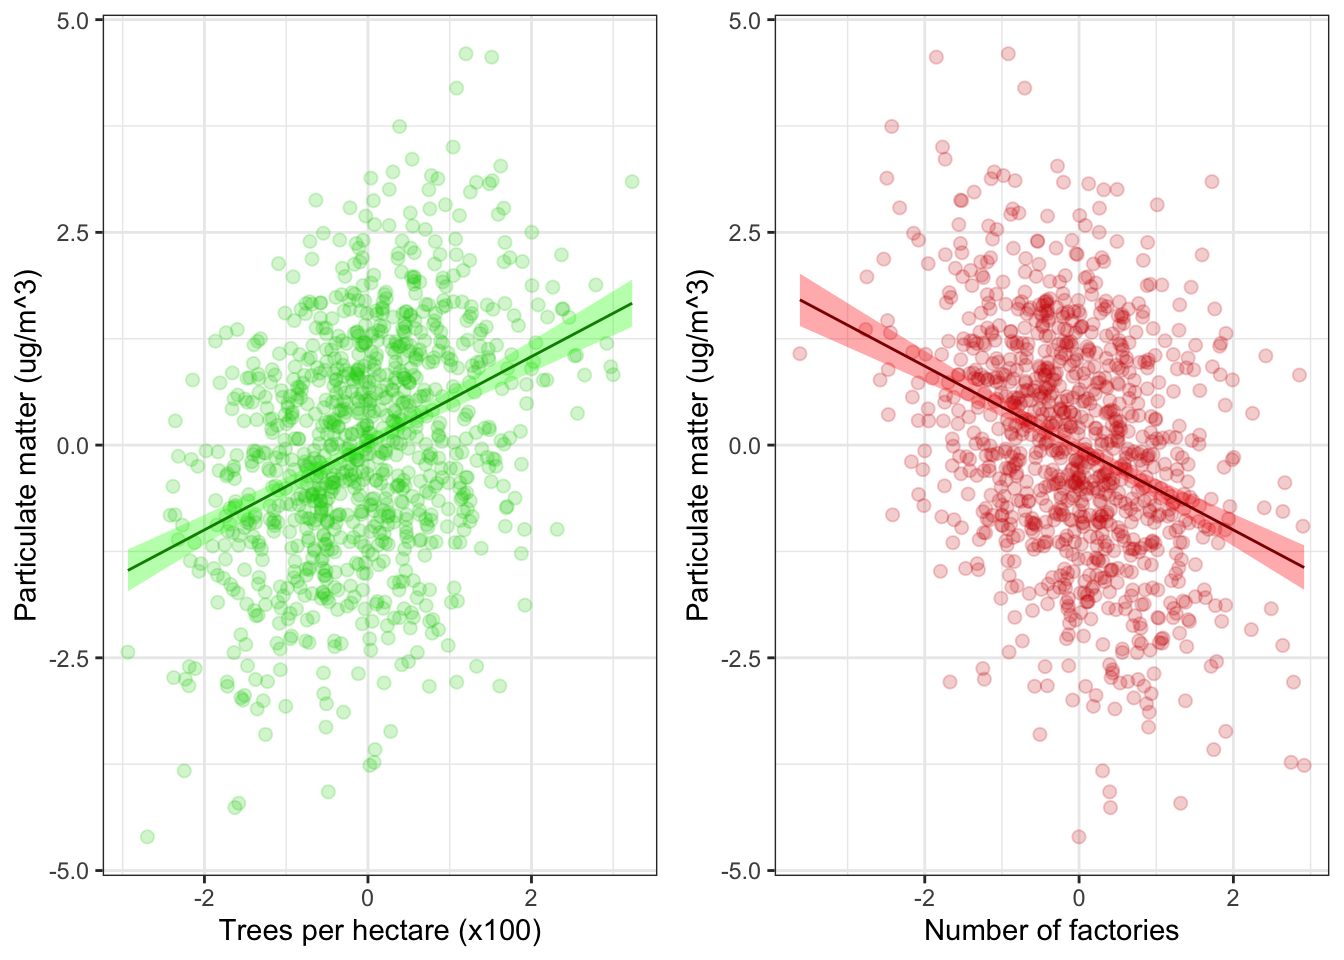 5.0
2.5
0.0
-2.5
-5.0
Particulate matter (ug/m^3)
-2 0 2
Trees per hectare (x100)
5.0
2.5
0.0
-2.5
-5.0
Particulate matter (ug/m^3)
-2 0 2
Number of factories